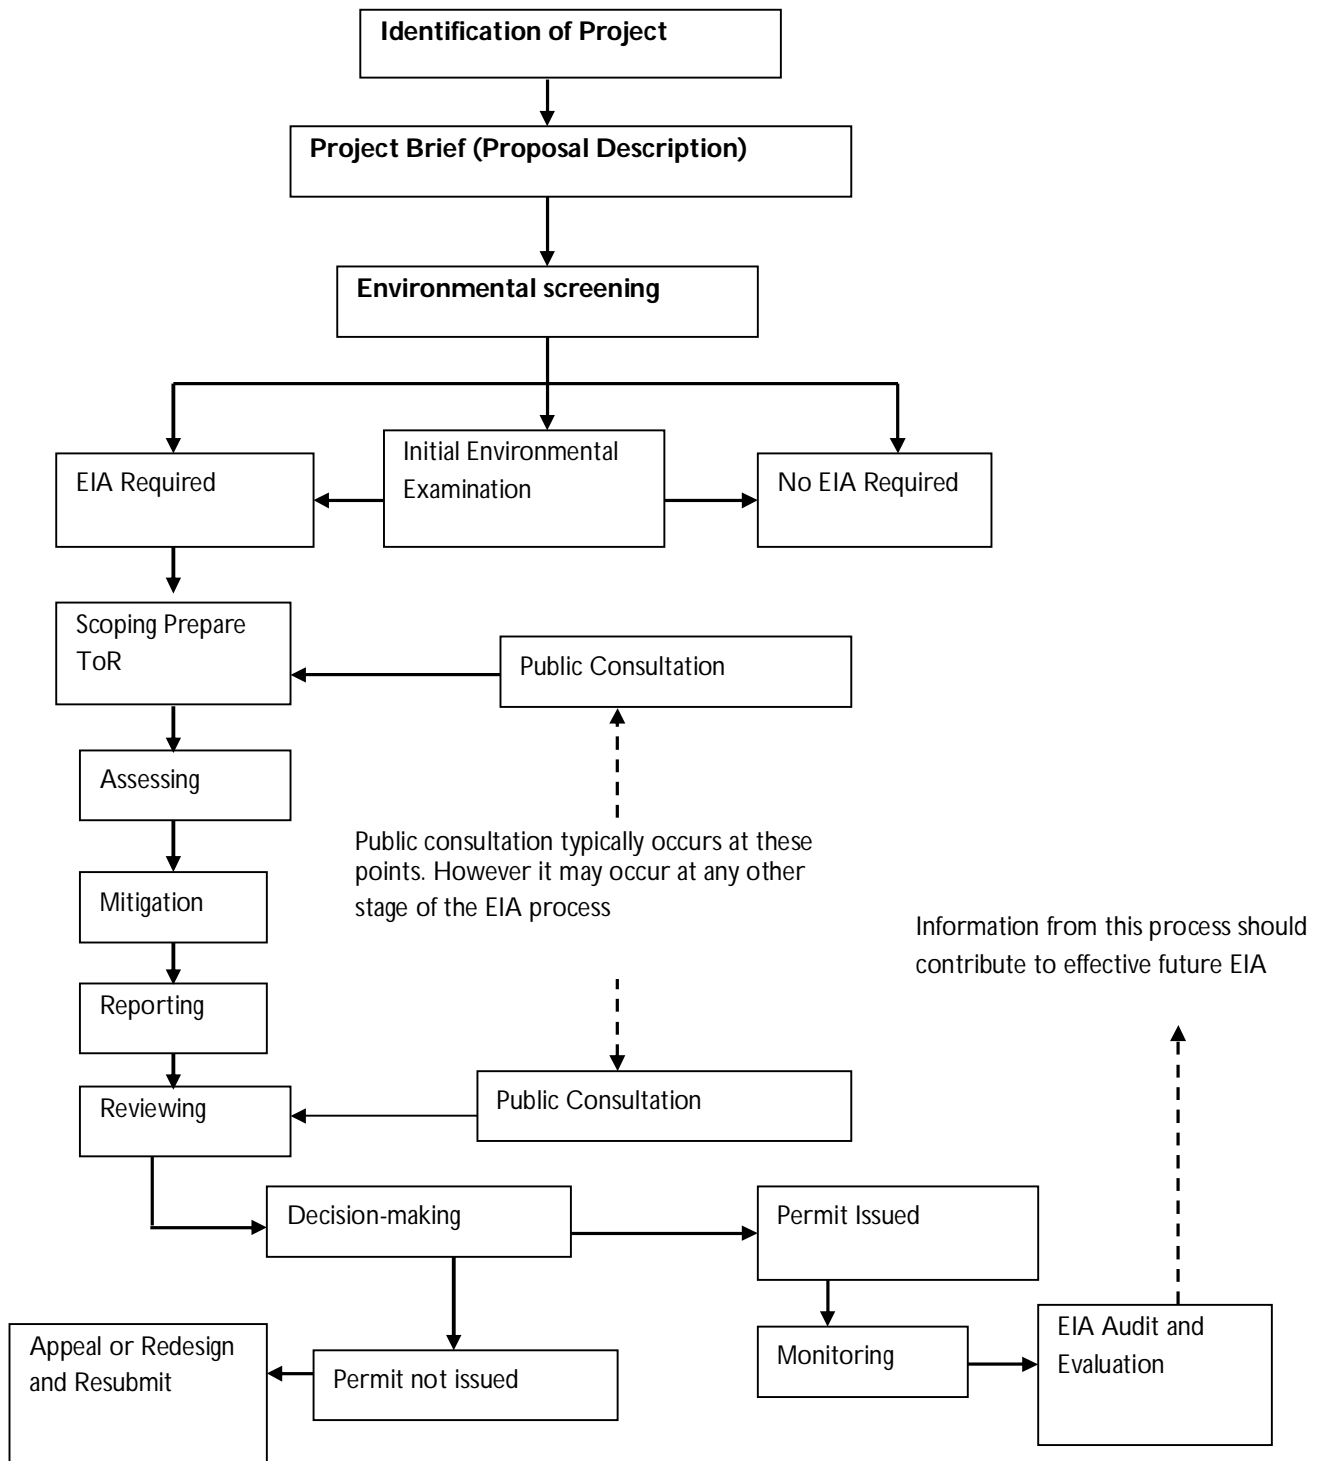 Identification of Project
Project Brief (Proposal Description)
Environmental screening
EIA Required
Initial Environmental
Examination
No EIA Required
Scoping Prepare
ToR
Public Consultation
Assessing
Public consultation typically occurs at these
points. However it may occur at any other
stage of the EIA process
Mitigation
Information from this process should
contribute to effective future EIA
Reporting
Reviewing
Public Consultation
Decision-making
Permit Issued
Appeal or Redesign
and Resubmit
Permit not issued
Monitoring
EIA Audit and
Evaluation